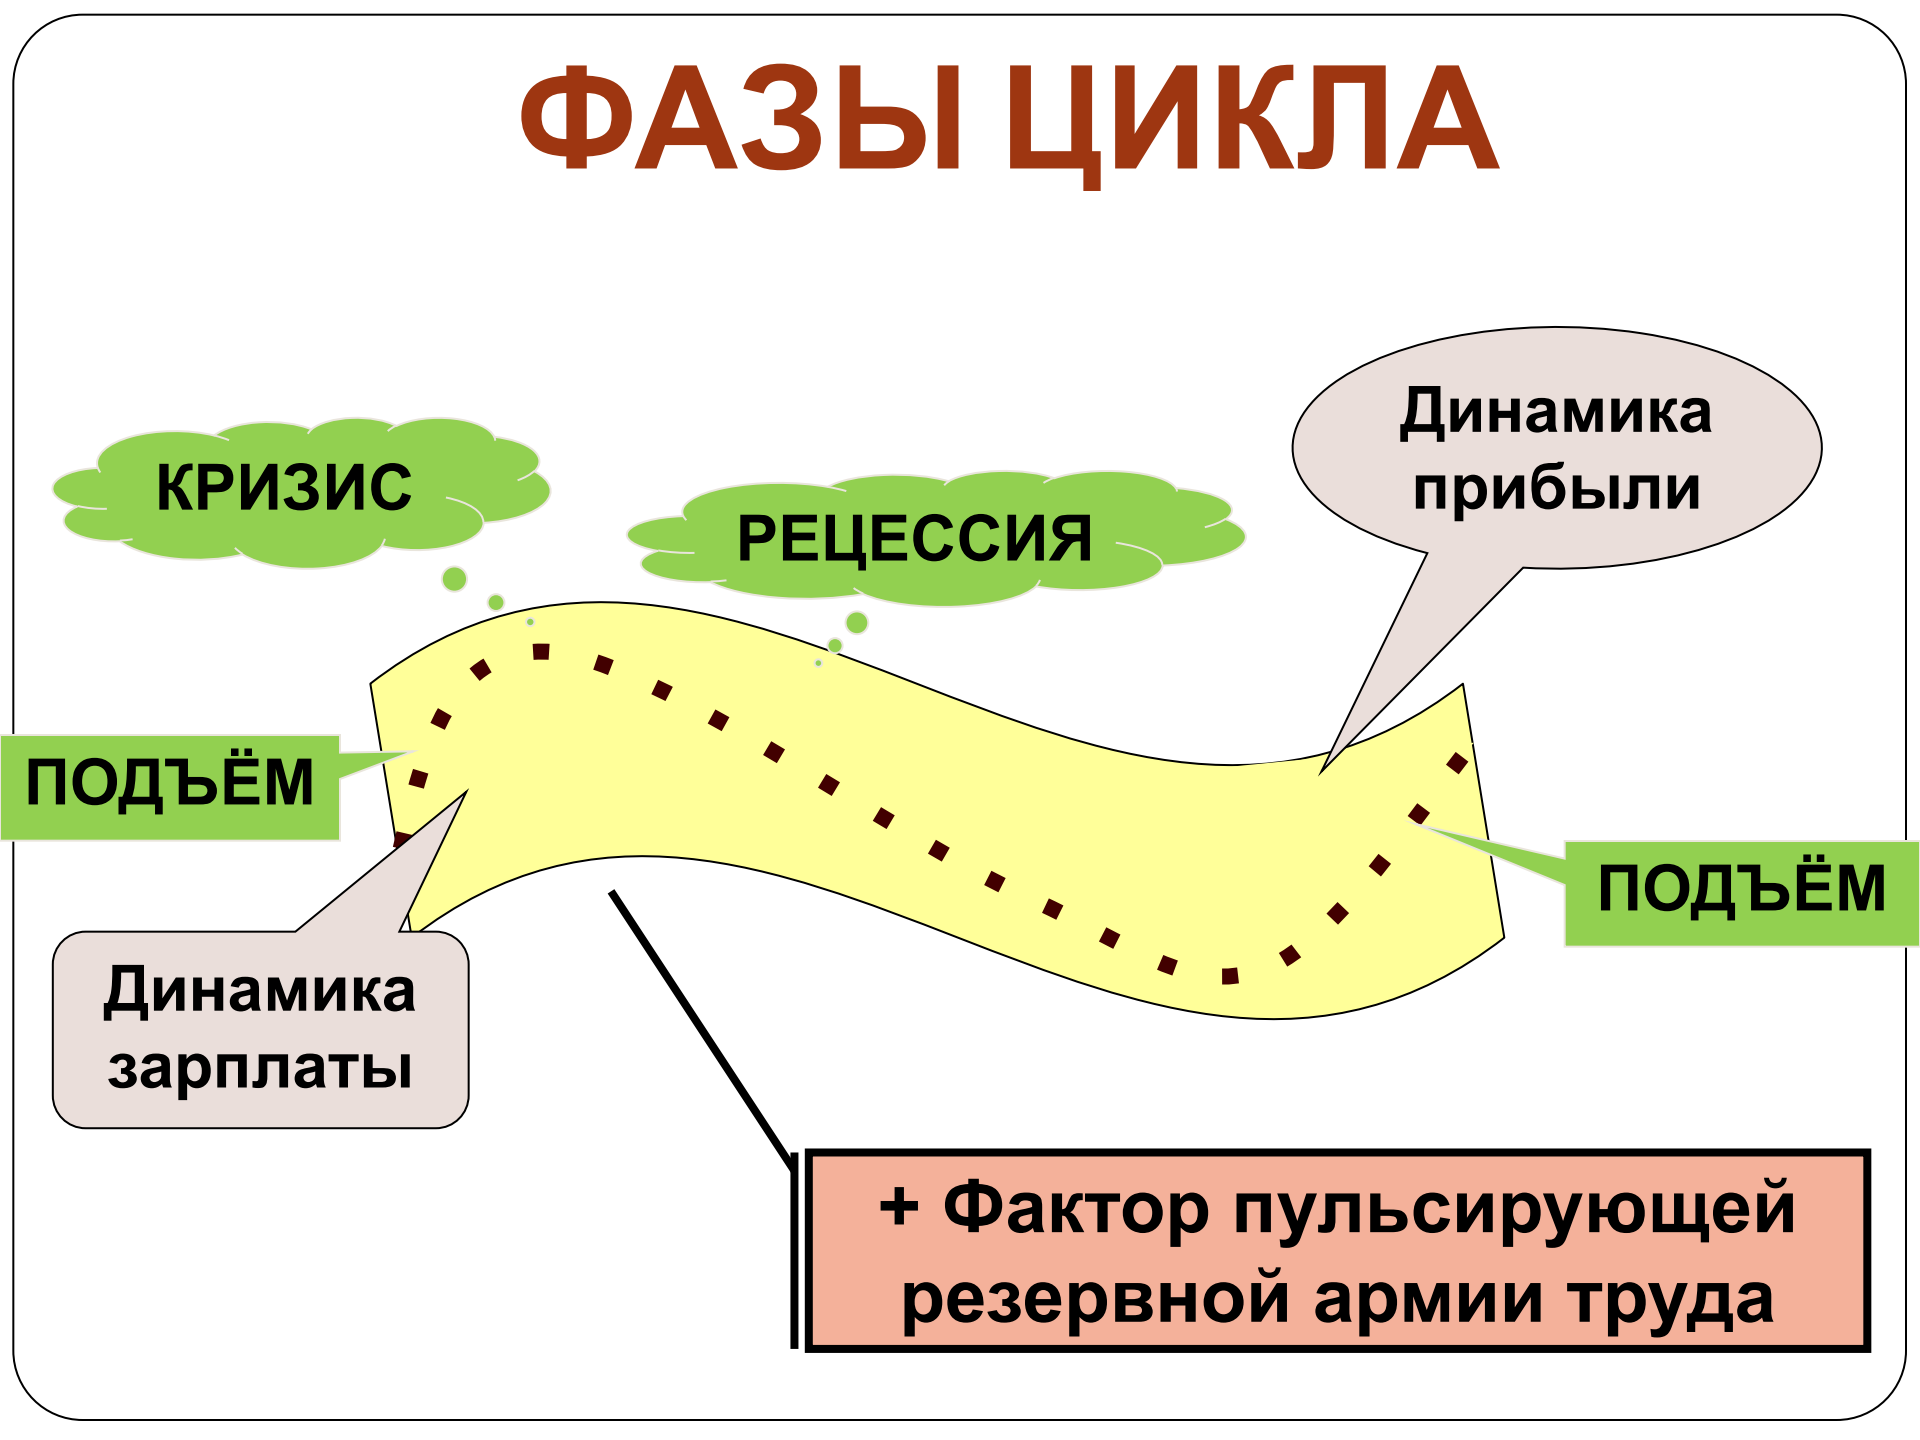 ФАЗЫ ЦИКЛА
Динамика
прибыли
КРИЗИС
РЕЦЕССИЯ
ПОДЪЁМ
ПОДЪЁМ
Динамика
зарплаты
+ Фактор пульсирующей
резервной армии труда